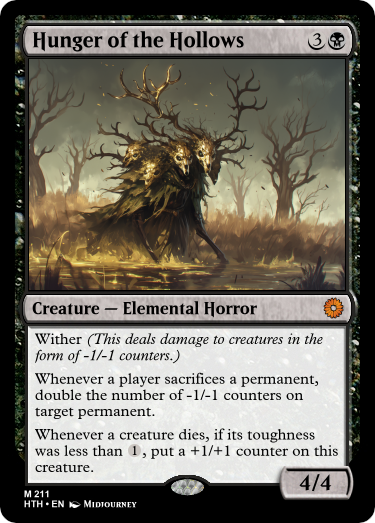 Hunger of the Hollows 3
Creature — Elemental Horror
Wither (This deals damage to creatures in the
form of -1/-1 counters.)
Whenever a player sacrifices a permanent,
double the number of -1/-1 counters on
target permanent.
Whenever a creature dies, if its toughness
was less than 1, put a +1/+1 counter on this
creature.
4/4
M 211
HTH • EN Midjourney